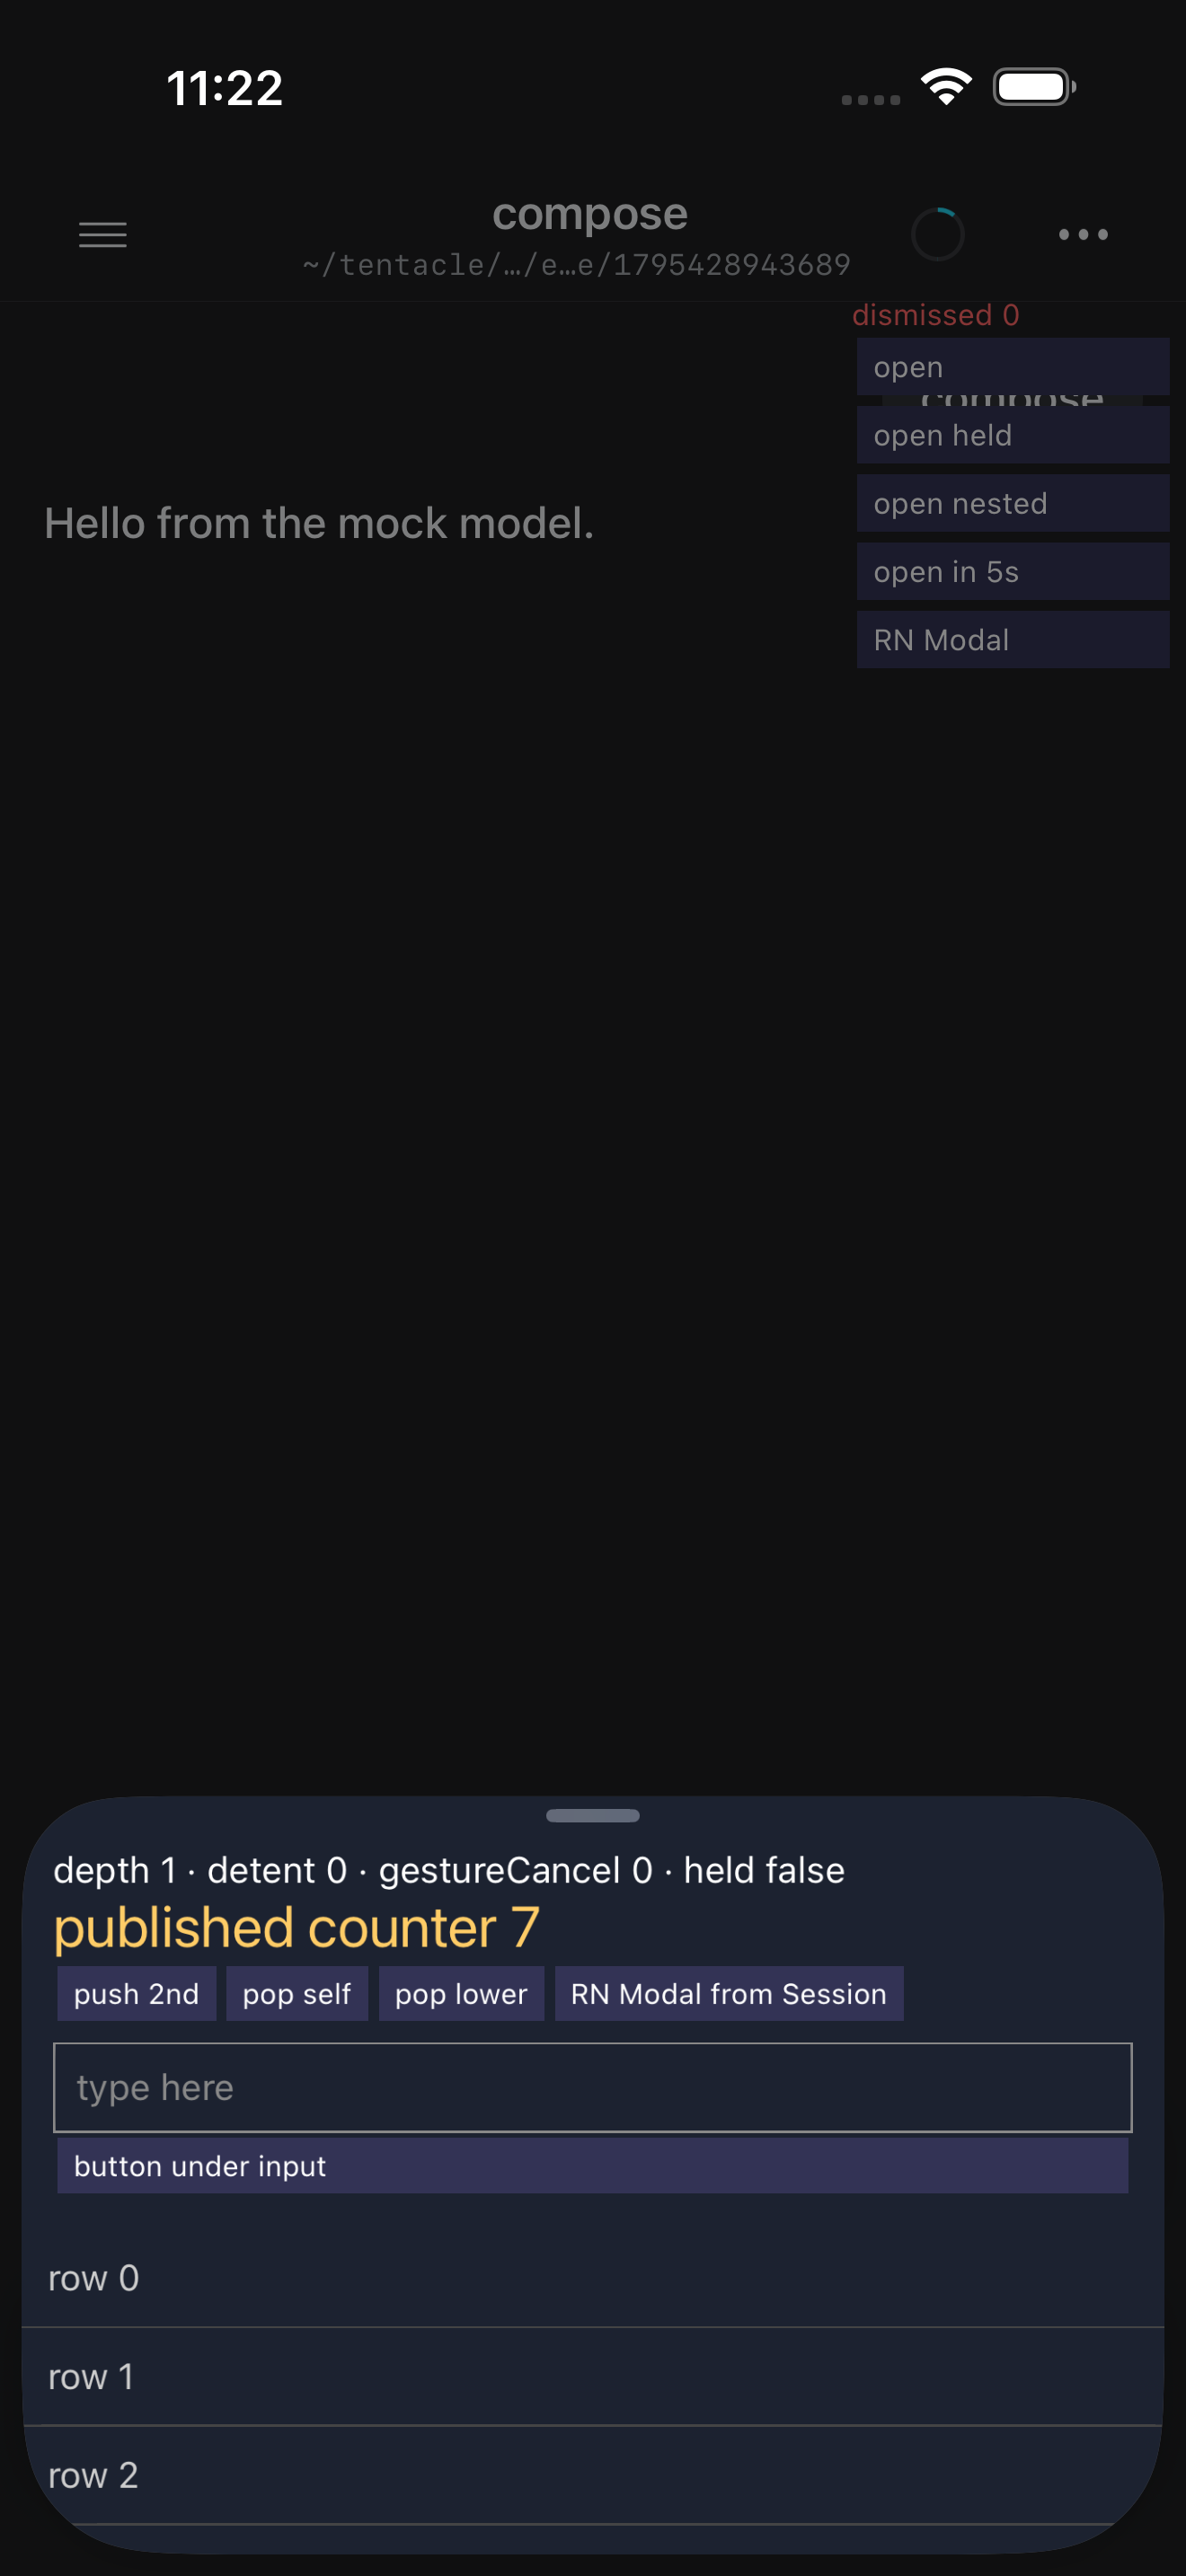 11:22
compose
~/tentacle/…/e…e/1795428943689
dismissed 0
open
compose
open held
open nested
Hello from the mock model.
open in 5s
RN Modal
depth 1 · detent 0 · gestureCancel 0 · held false
published counter 7
push 2nd pop self pop lower RN Modal from Session
type here
button under input
row 0
row 1
row 2